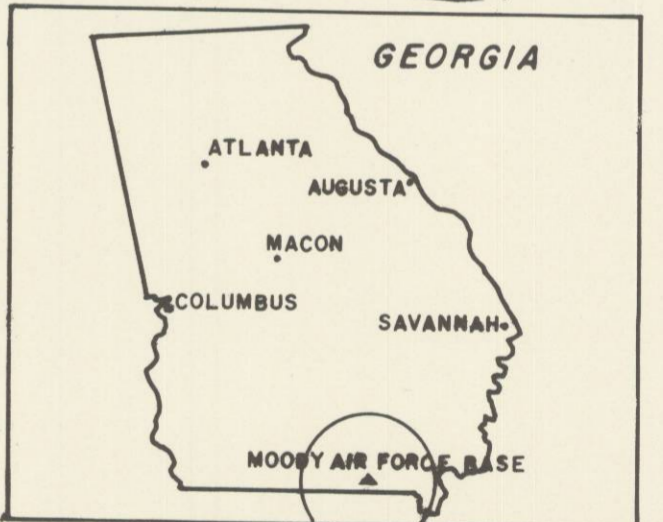 GEORGIA
ATLANTA
AUGUSTA
MACON
COLUMBUS
SAVANNAH
MOODY AIR FORCE BASE